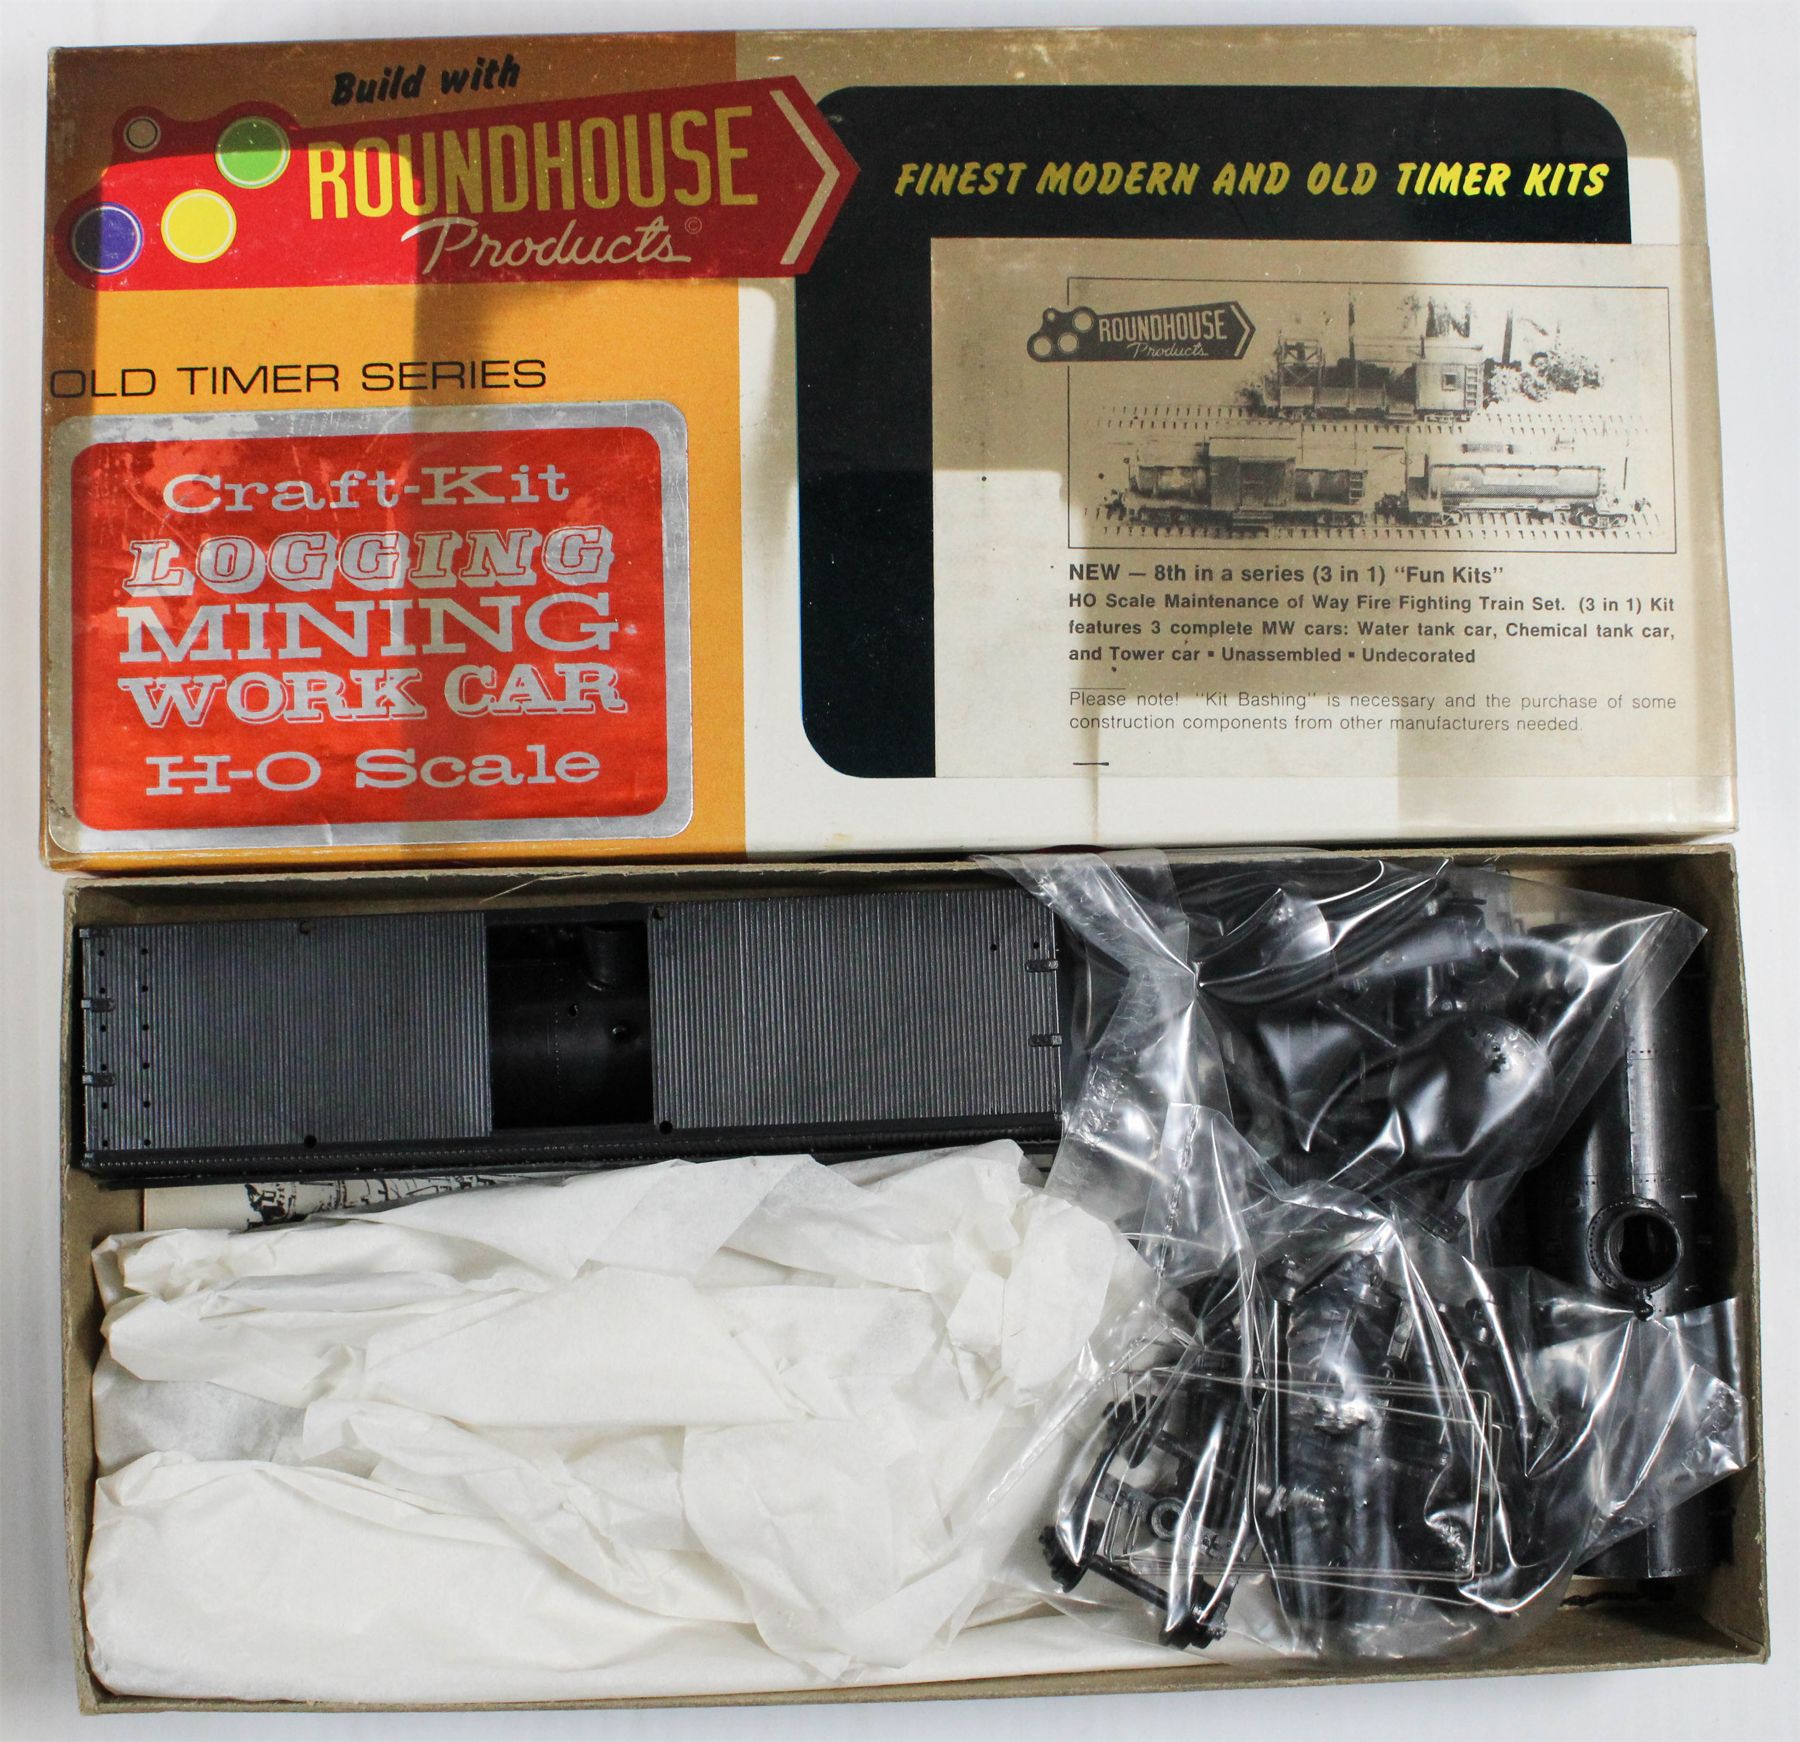 Build with
ROUNDHOUSE
Products©
FINEST MODERN AND OLD TIMER KITS
OLD TIMER SERIES
Craft-Kit
LOGGING
MINING
WORK CAR
H-O Scale
ROUNDHOUSE
Products
NEW — 8th in a series (3 in 1) "Fun Kits"
HO Scale Maintenance of Way Fire Fighting Train Set. (3 in 1) Kit
features 3 complete MW cars: Water tank car, Chemical tank car,
and Tower car ▪ Unassembled ▪ Undecorated
Please note! "Kit Bashing" is necessary and the purchase of some
construction components from other manufacturers needed.